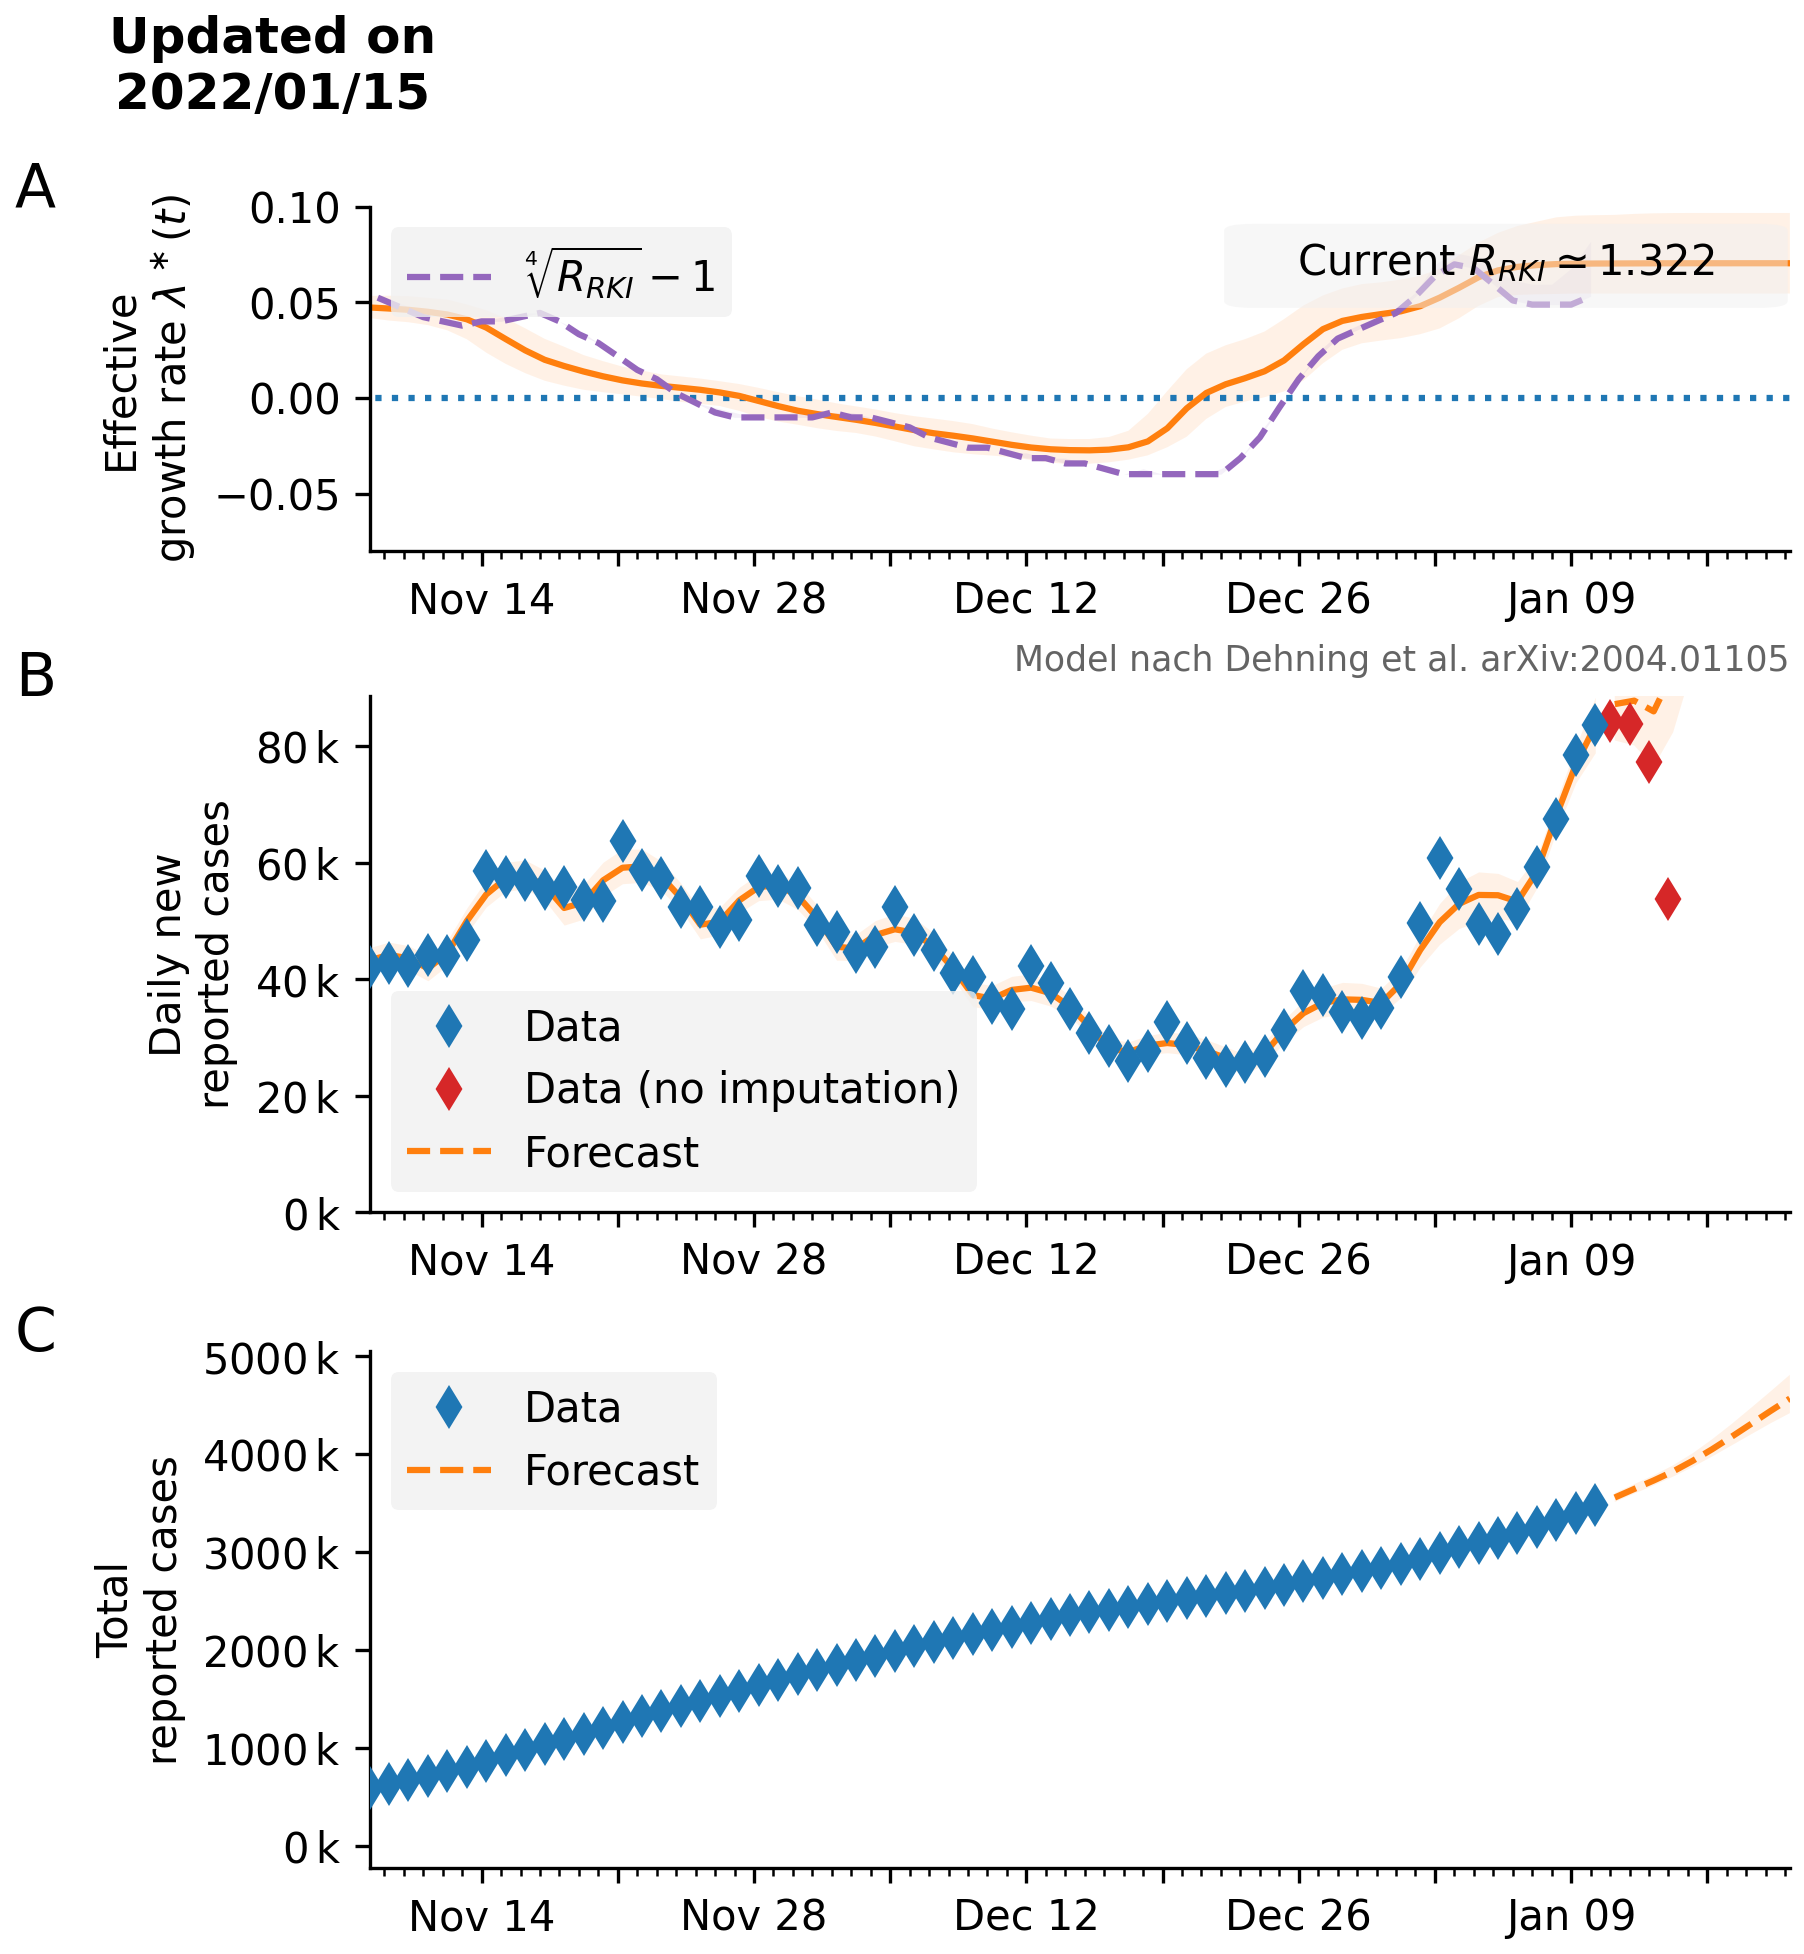 Updated on
2022/01/15
A
Effective
growth rate λ * (t)
0.10
0.05
0.00
−0.05
∜R_RKI − 1
Current R_RKI ≃ 1.322
Nov 14 Nov 28 Dec 12 Dec 26 Jan 09
Model nach Dehning et al. arXiv:2004.01105
B
Daily new
reported cases
80 k
60 k
40 k
20 k
0 k
Data
Data (no imputation)
Forecast
Nov 14 Nov 28 Dec 12 Dec 26 Jan 09
C
Total
reported cases
5000 k
4000 k
3000 k
2000 k
1000 k
0 k
Data
Forecast
Nov 14 Nov 28 Dec 12 Dec 26 Jan 09